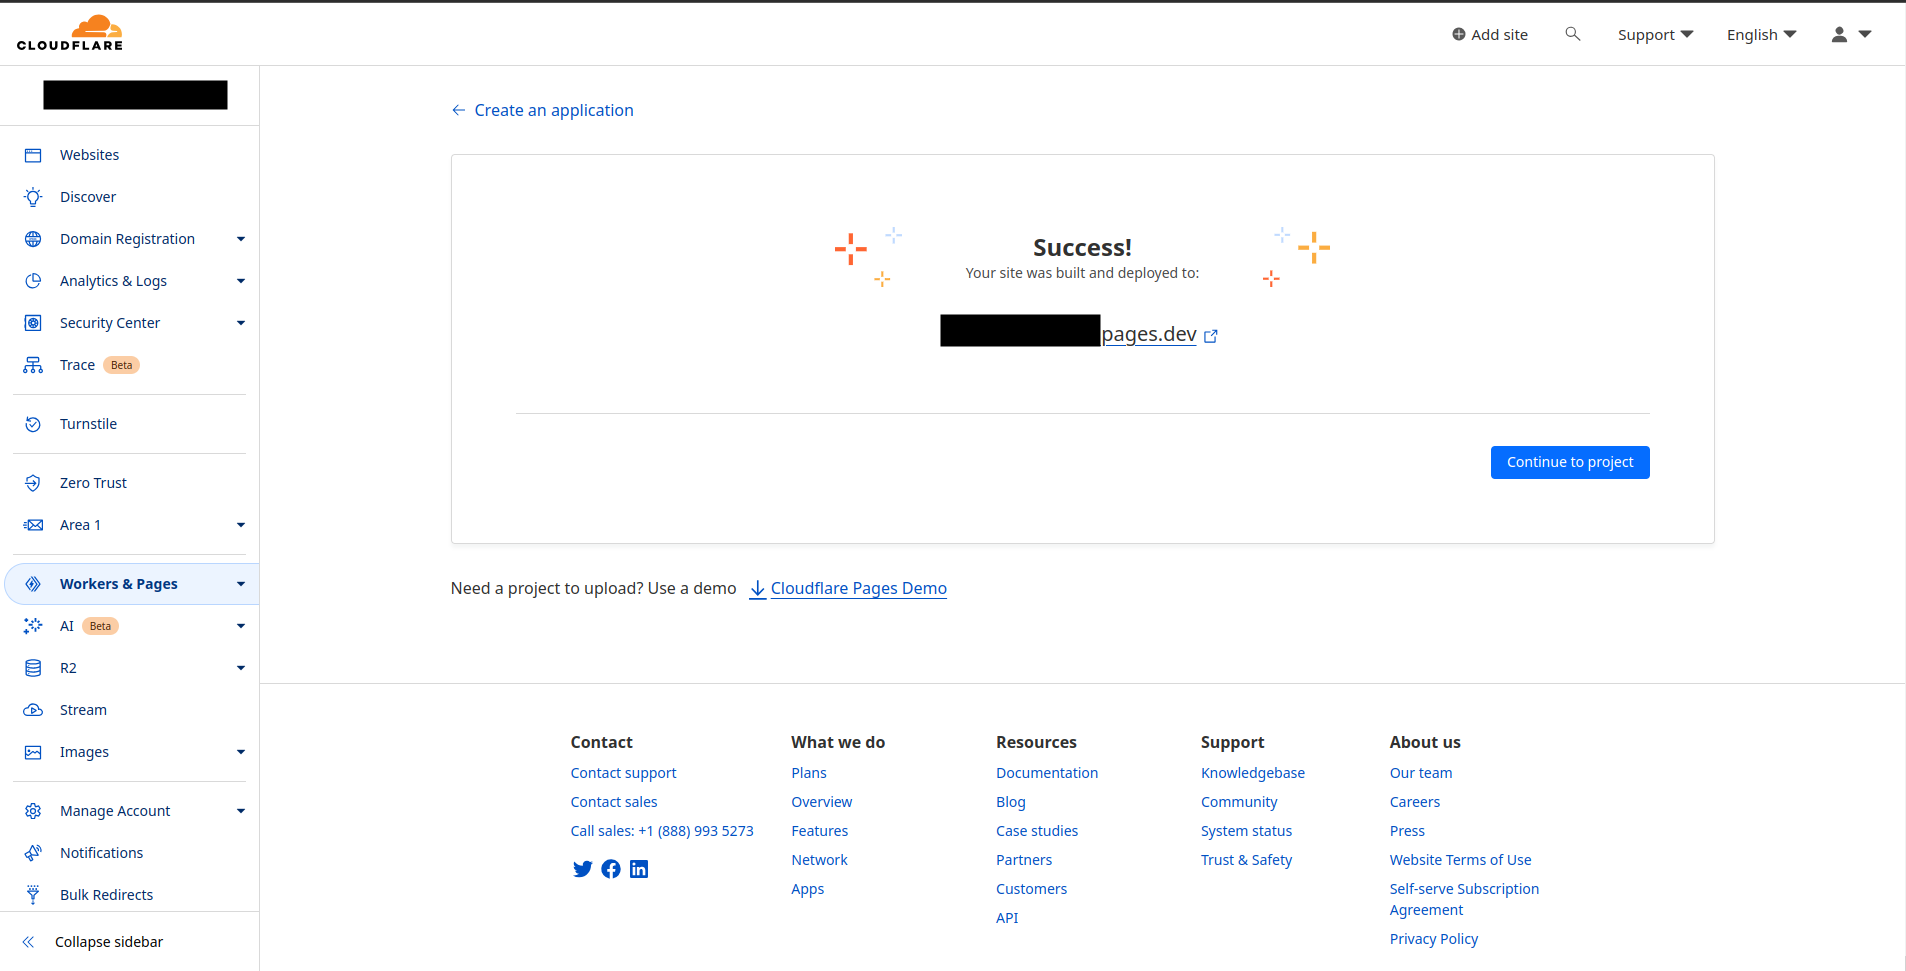 CLOUDFLARE
Add site
Support
English
Websites
Discover
Domain Registration
Analytics & Logs
Security Center
Trace Beta
Turnstile
Zero Trust
Area 1
Workers & Pages
AI Beta
R2
Stream
Images
Manage Account
Notifications
Bulk Redirects
Collapse sidebar
Create an application
Success!
Your site was built and deployed to:
pages.dev
Continue to project
Need a project to upload? Use a demo Cloudflare Pages Demo
Contact
Contact support
Contact sales
Call sales: +1 (888) 993 5273
What we do
Plans
Overview
Features
Network
Apps
Resources
Documentation
Blog
Case studies
Partners
Customers
API
Support
Knowledgebase
Community
System status
Trust & Safety
About us
Our team
Careers
Press
Website Terms of Use
Self-serve Subscription
Agreement
Privacy Policy